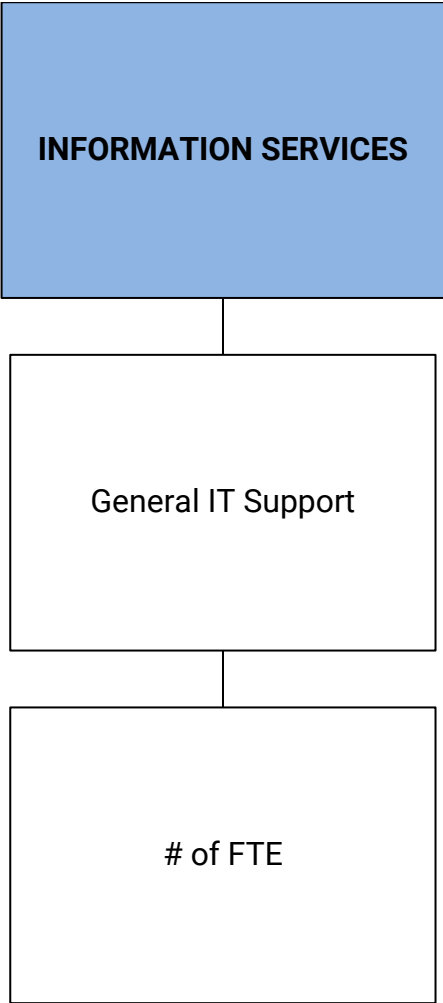 INFORMATION SERVICES
General IT Support
# of FTE